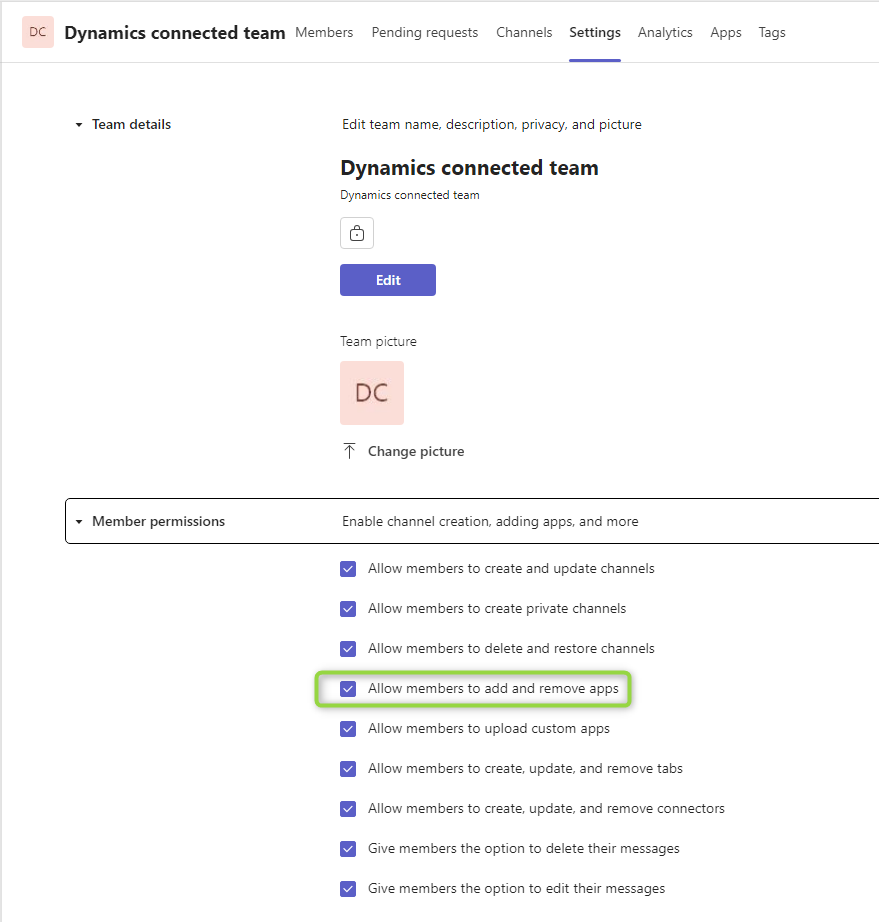 DC Dynamics connected team Members Pending requests Channels Settings Analytics Apps Tags
Team details Edit team name, description, privacy, and picture
Dynamics connected team
Dynamics connected team
Edit
Team picture
DC
Change picture
Member permissions Enable channel creation, adding apps, and more
Allow members to create and update channels
Allow members to create private channels
Allow members to delete and restore channels
Allow members to add and remove apps
Allow members to upload custom apps
Allow members to create, update, and remove tabs
Allow members to create, update, and remove connectors
Give members the option to delete their messages
Give members the option to edit their messages